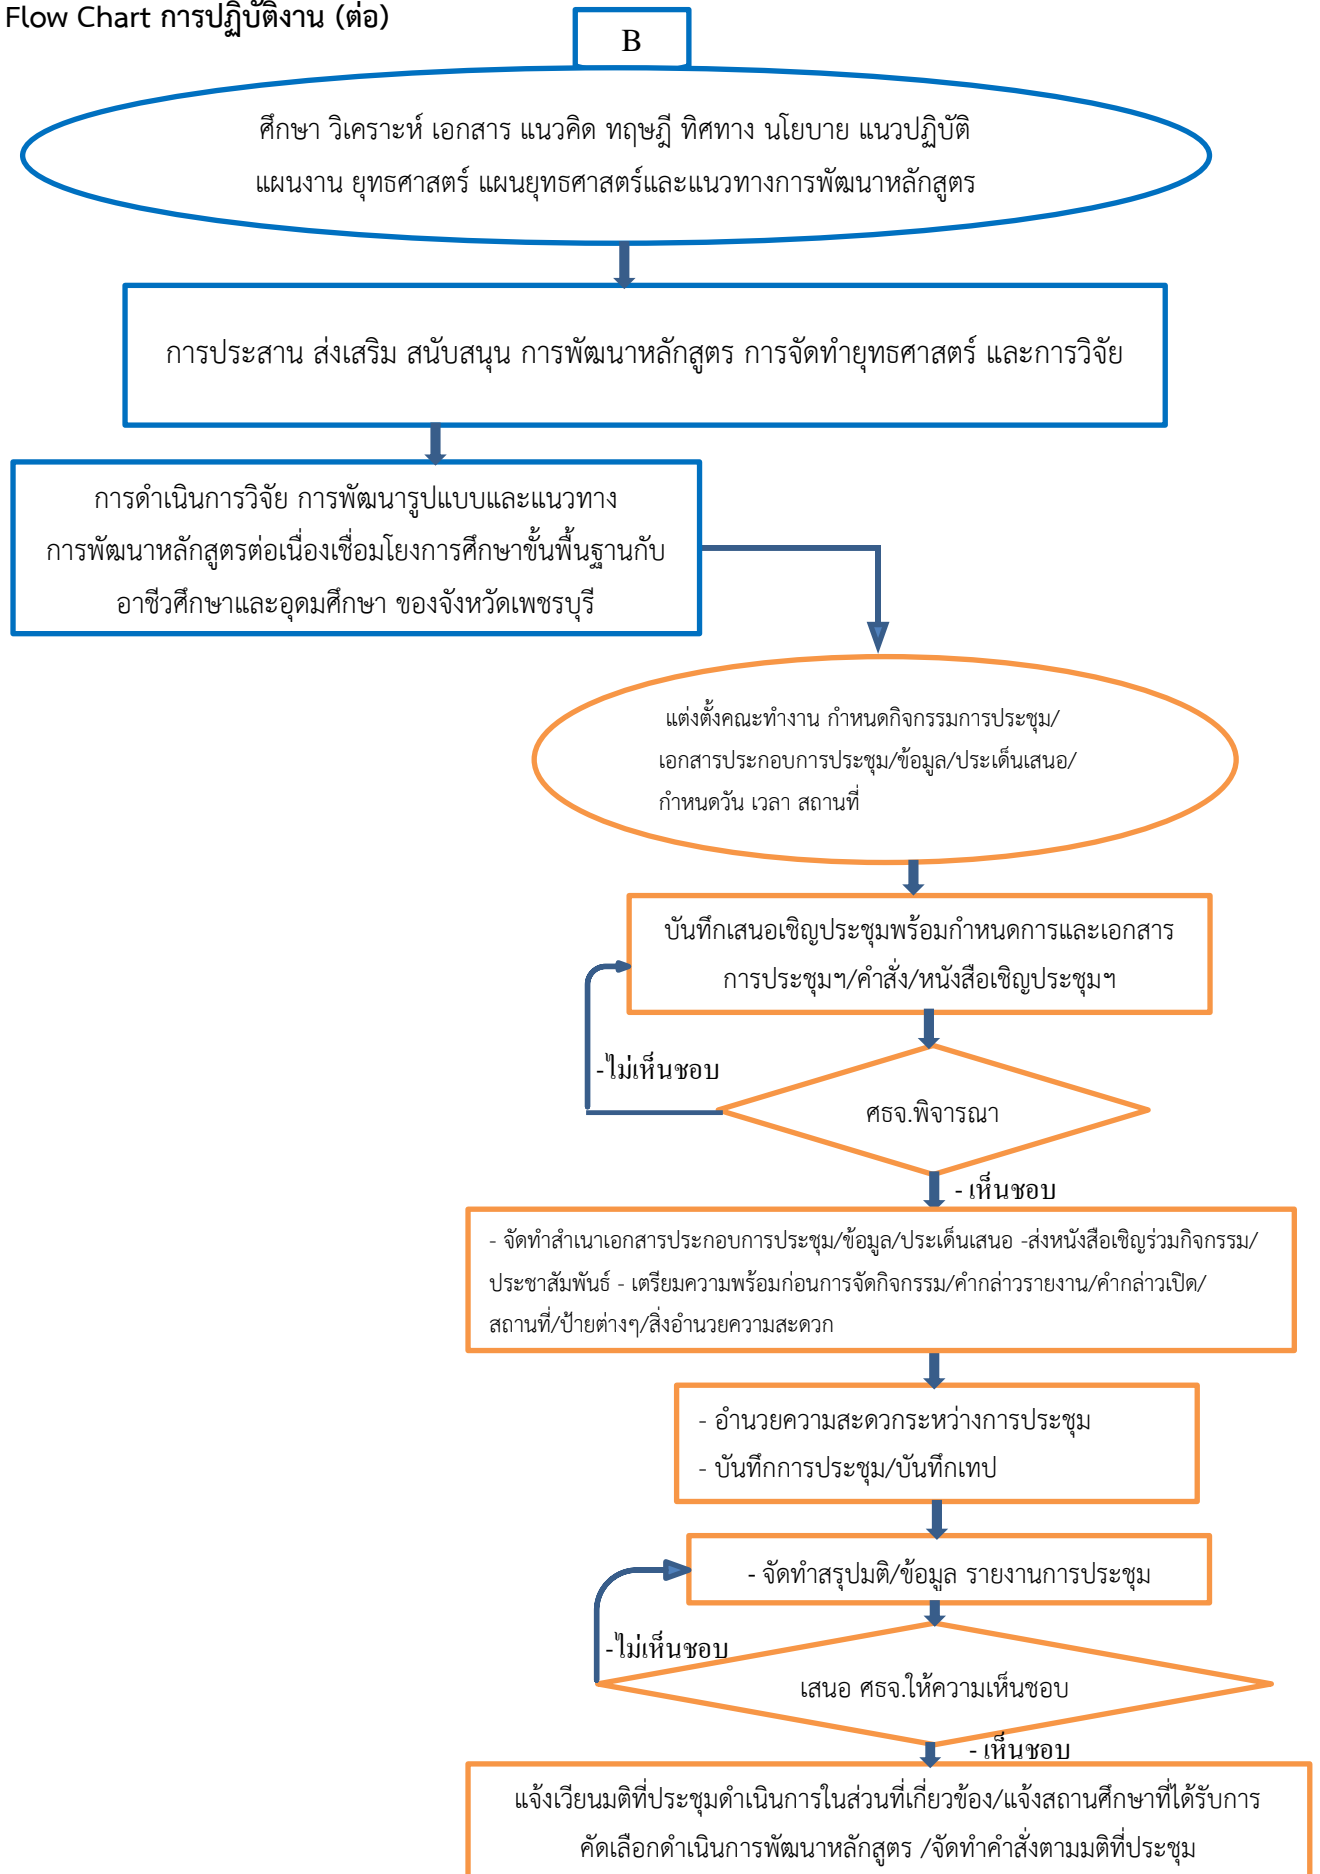 Flow Chart การปฏิบัติงาน (ต่อ)
B
ศึกษา วิเคราะห์ เอกสาร แนวคิด ทฤษฎี ทิศทาง นโยบาย แนวปฏิบัติ
แผนงาน ยุทธศาสตร์ แผนยุทธศาสตร์และแนวทางการพัฒนาหลักสูตร
การประสาน ส่งเสริม สนับสนุน การพัฒนาหลักสูตร การจัดทำยุทธศาสตร์ และการวิจัย
การดำเนินการวิจัย การพัฒนารูปแบบและแนวทาง
การพัฒนาหลักสูตรต่อเนื่องเชื่อมโยงการศึกษาขั้นพื้นฐานกับ
อาชีวศึกษาและอุดมศึกษา ของจังหวัดเพชรบุรี
แต่งตั้งคณะทำงาน กำหนดกิจกรรมการประชุม/
เอกสารประกอบการประชุม/ข้อมูล/ประเด็นเสนอ/
กำหนดวัน เวลา สถานที่
บันทึกเสนอเชิญประชุมพร้อมกำหนดการและเอกสาร
การประชุมฯ/คำสั่ง/หนังสือเชิญประชุมฯ
-ไม่เห็นชอบ
ศธจ.พิจารณา
- เห็นชอบ
- จัดทำสำเนาเอกสารประกอบการประชุม/ข้อมูล/ประเด็นเสนอ -ส่งหนังสือเชิญร่วมกิจกรรม/
ประชาสัมพันธ์ - เตรียมความพร้อมก่อนการจัดกิจกรรม/คำกล่าวรายงาน/คำกล่าวเปิด/
สถานที่/ป้ายต่างๆ/สิ่งอำนวยความสะดวก
- อำนวยความสะดวกระหว่างการประชุม
- บันทึกการประชุม/บันทึกเทป
- จัดทำสรุปมติ/ข้อมูล รายงานการประชุม
-ไม่เห็นชอบ
เสนอ ศธจ.ให้ความเห็นชอบ
- เห็นชอบ
แจ้งเวียนมติที่ประชุมดำเนินการในส่วนที่เกี่ยวข้อง/แจ้งสถานศึกษาที่ได้รับการ
คัดเลือกดำเนินการพัฒนาหลักสูตร /จัดทำคำสั่งตามมติที่ประชุม